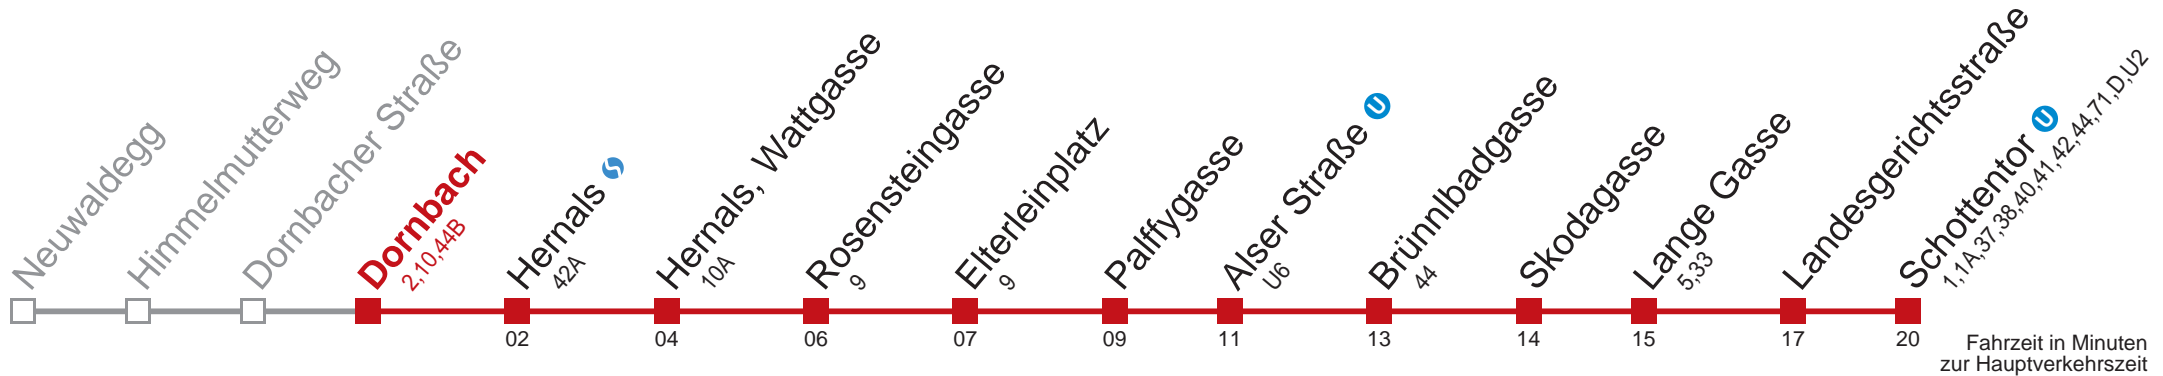 Neuwaldegg
Himmelmutterweg
Dornbacher Straße
Dornbach
2,10,44B
Hernals
42A
02
Hernals, Wattgasse
10A
04
Rosensteingasse
9
06
Elterleinplatz
9
07
Palffygasse
09
Alser Straße U
U6
11
Brünnlbadgasse
44
13
Skodagasse
14
Lange Gasse
5,33
15
Landesgerichtsstraße
17
Schottentor U
1,1A,37,38,40,41,42,44,71,D,U2
20
Fahrzeit in Minuten
zur Hauptverkehrszeit